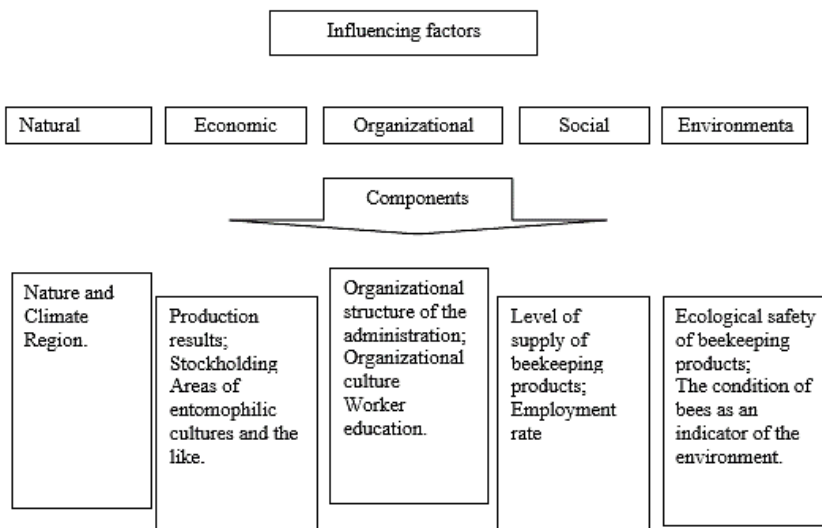 Influencing factors
Natural
Economic
Organizational
Social
Environmenta
Components
Nature and
Climate
Region.
Production
results;
Stockholding
Areas of
entomophilic
cultures and the
like.
Organizational
structure of the
administration;
Organizational
culture
Worker
education.
Level of
supply of
beekeeping
products;
Employment
rate
Ecological safety
of beekeeping
products;
The condition of
bees as an
indicator of the
environment.